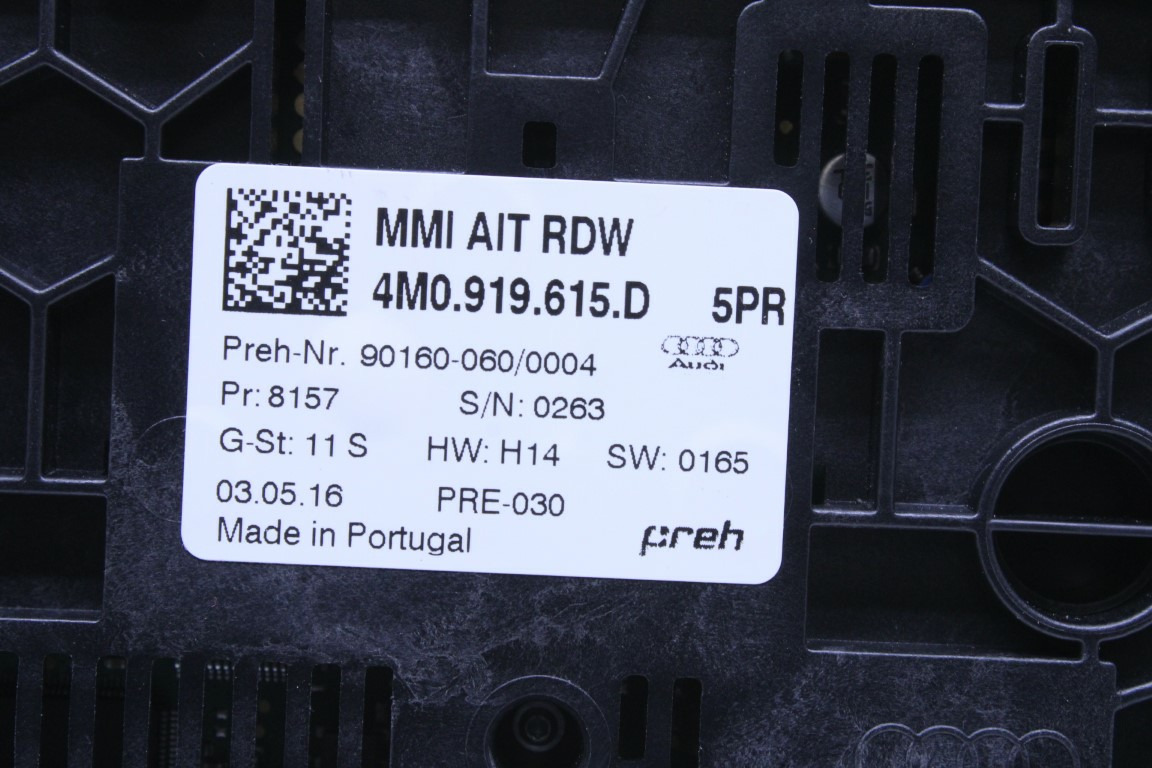 MMI AIT RDW
4M0.919.615.D 5PR
Preh-Nr. 90160-060/0004
Audi
Pr: 8157 S/N: 0263
G-St: 11 S HW: H14 SW: 0165
03.05.16 PRE-030
Made in Portugal
preh